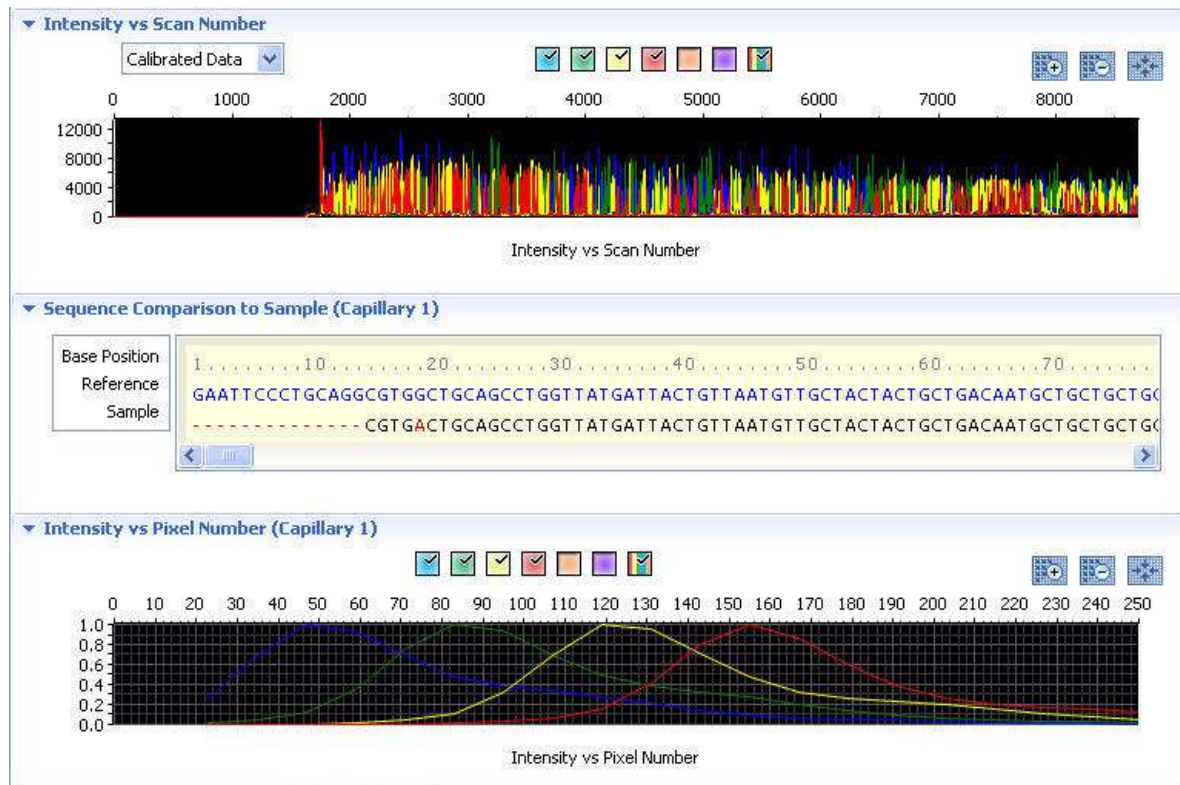 Intensity vs Scan Number
Calibrated Data
0 1000 2000 3000 4000 5000 6000 7000 8000
12000
8000
4000
0
Intensity vs Scan Number
Sequence Comparison to Sample (Capillary 1)
Base Position 1.........10........20........30........40........50........60........70........
Reference GAATTCCCTGCAGGCGTGGCTGCAGCCTGGTTATGATTACTGTTAATGTTGCTACTACTGCTGACAATGCTGCTGCTGC
Sample --------------CGTGACTGCAGCCTGGTTATGATTACTGTTAATGTTGCTACTACTGCTGACAATGCTGCTGCTGC
Intensity vs Pixel Number (Capillary 1)
0 10 20 30 40 50 60 70 80 90 100 110 120 130 140 150 160 170 180 190 200 210 220 230 240 250
1.0
0.8
0.6
0.4
0.2
0.0
Intensity vs Pixel Number